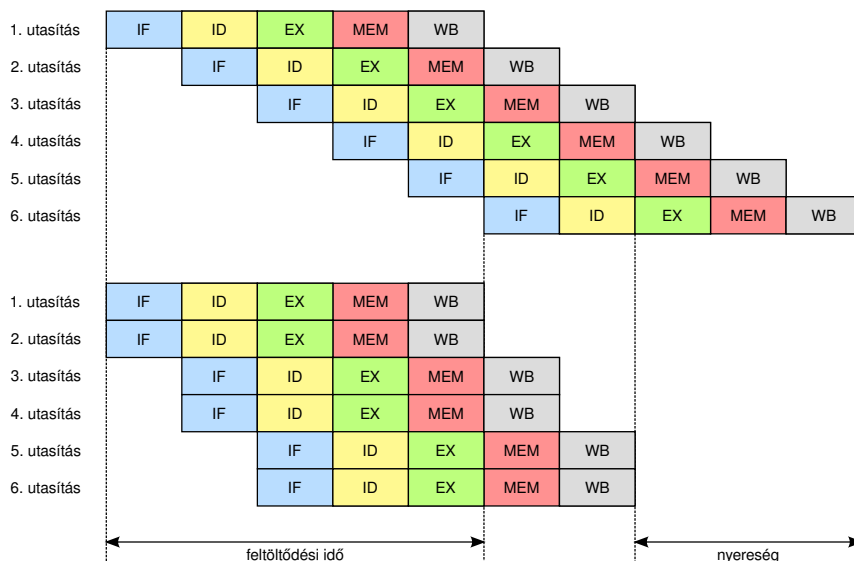 1. utasítás IF ID EX MEM WB
2. utasítás IF ID EX MEM WB
3. utasítás IF ID EX MEM WB
4. utasítás IF ID EX MEM WB
5. utasítás IF ID EX MEM WB
6. utasítás IF ID EX MEM WB
1. utasítás IF ID EX MEM WB
2. utasítás IF ID EX MEM WB
3. utasítás IF ID EX MEM WB
4. utasítás IF ID EX MEM WB
5. utasítás IF ID EX MEM WB
6. utasítás IF ID EX MEM WB
feltöltődési idő nyereség